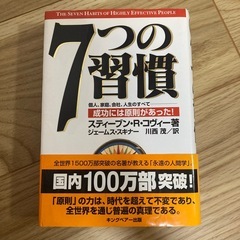 THE SEVEN HABITS OF HIGHLY EFFECTIVE PEOPLE
7つの
習慣
個人、家庭、会社、人生のすべて
成功には原則があった!
スティーブン・R・コヴィー著
ジェームス・スキナー
川西 茂/訳
全世界1500万部突破の名著が教える「永遠の人間学」
国内100万部突破!
「原則」の力は、時代を超えて不変であり、
全世界を通じ普遍の真理である。
キングベアー出版